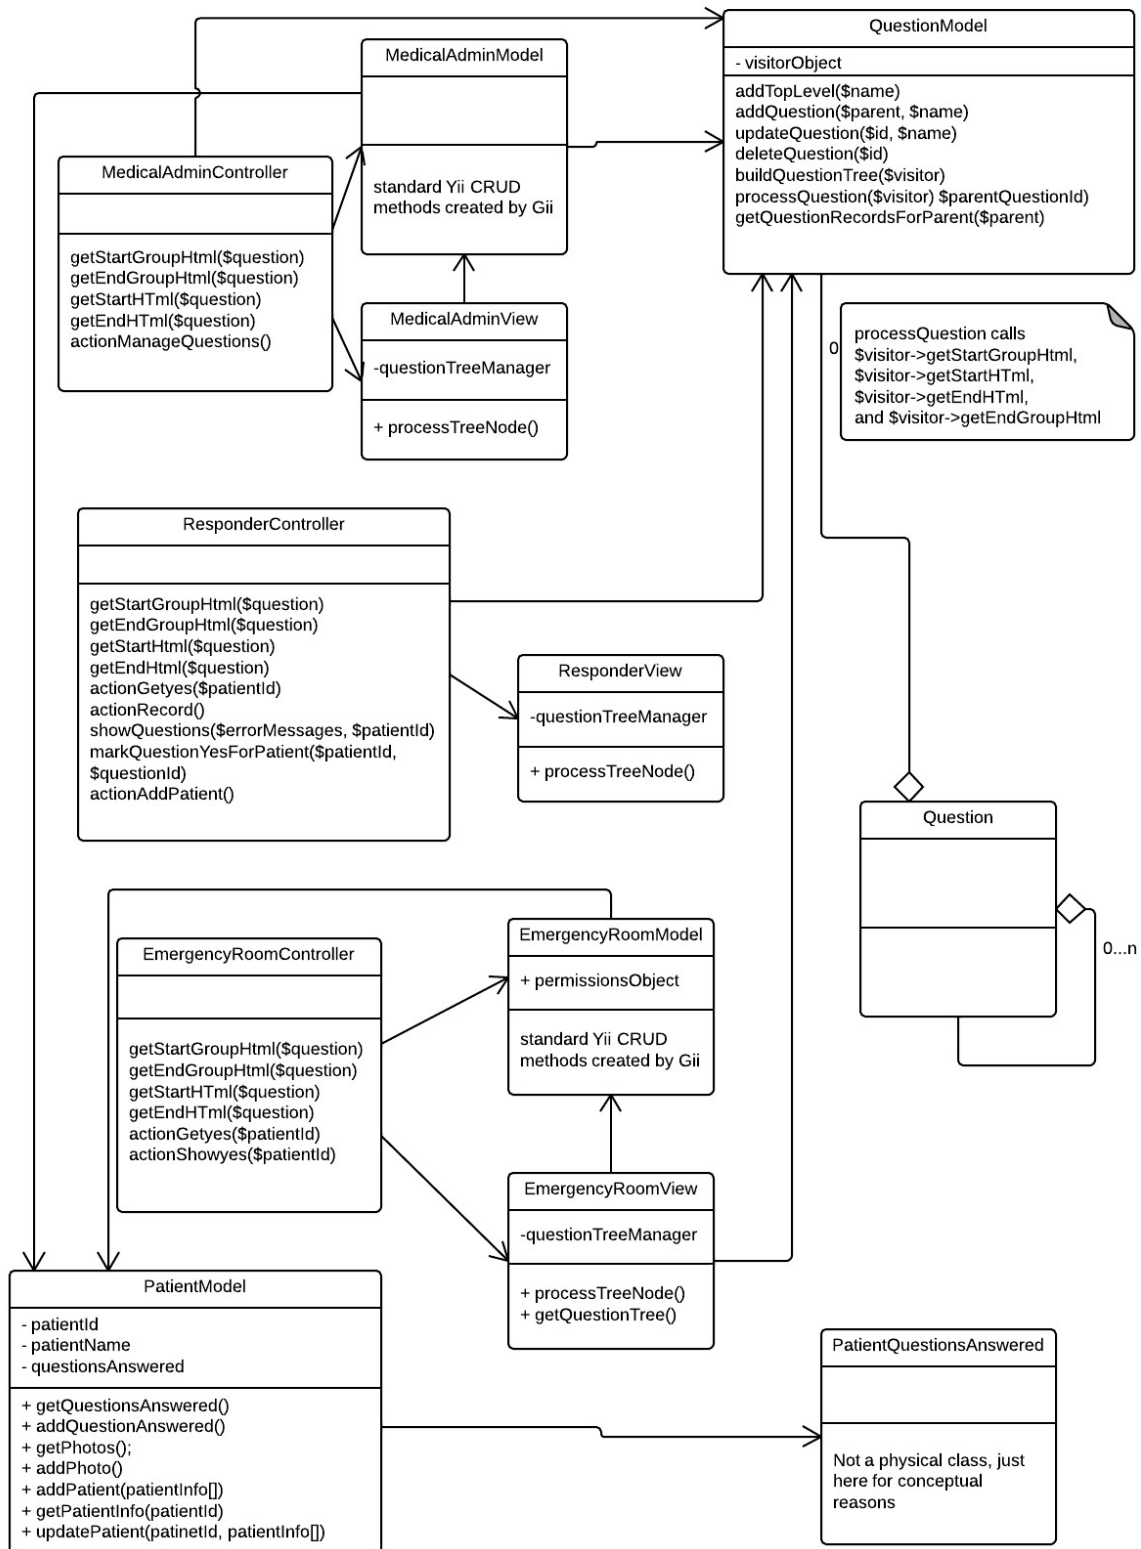 QuestionModel
- visitorObject
addTopLevel($name)
addQuestion($parent, $name)
updateQuestion($id, $name)
deleteQuestion($id)
buildQuestionTree($visitor)
processQuestion($visitor) $parentQuestionId)
getQuestionRecordsForParent($parent)
MedicalAdminModel
standard Yii CRUD
methods created by Gii
MedicalAdminController
getStartGroupHtml($question)
getEndGroupHtml($question)
getStartHTml($question)
getEndHTml($question)
actionManageQuestions()
MedicalAdminView
-questionTreeManager
+ processTreeNode()
0
processQuestion calls
$visitor->getStartGroupHtml,
$visitor->getStartHTml,
$visitor->getEndHTml,
and $visitor->getEndGroupHtml
ResponderController
getStartGroupHtml($question)
getEndGroupHtml($question)
getStartHtml($question)
getEndHtml($question)
actionGetyes($patientId)
actionRecord()
showQuestions($errorMessages, $patientId)
markQuestionYesForPatient($patientId,
$questionId)
actionAddPatient()
ResponderView
-questionTreeManager
+ processTreeNode()
Question
0...n
EmergencyRoomModel
+ permissionsObject
standard Yii CRUD
methods created by Gii
EmergencyRoomController
getStartGroupHtml($question)
getEndGroupHtml($question)
getStartHTml($question)
getEndHTml($question)
actionGetyes($patientId)
actionShowyes($patientId)
EmergencyRoomView
-questionTreeManager
+ processTreeNode()
+ getQuestionTree()
PatientModel
- patientId
- patientName
- questionsAnswered
+ getQuestionsAnswered()
+ addQuestionAnswered()
+ getPhotos();
+ addPhoto()
+ addPatient(patientInfo[])
+ getPatientInfo(patientId)
+ updatePatient(patinetId, patientInfo[])
PatientQuestionsAnswered
Not a physical class, just
here for conceptual
reasons